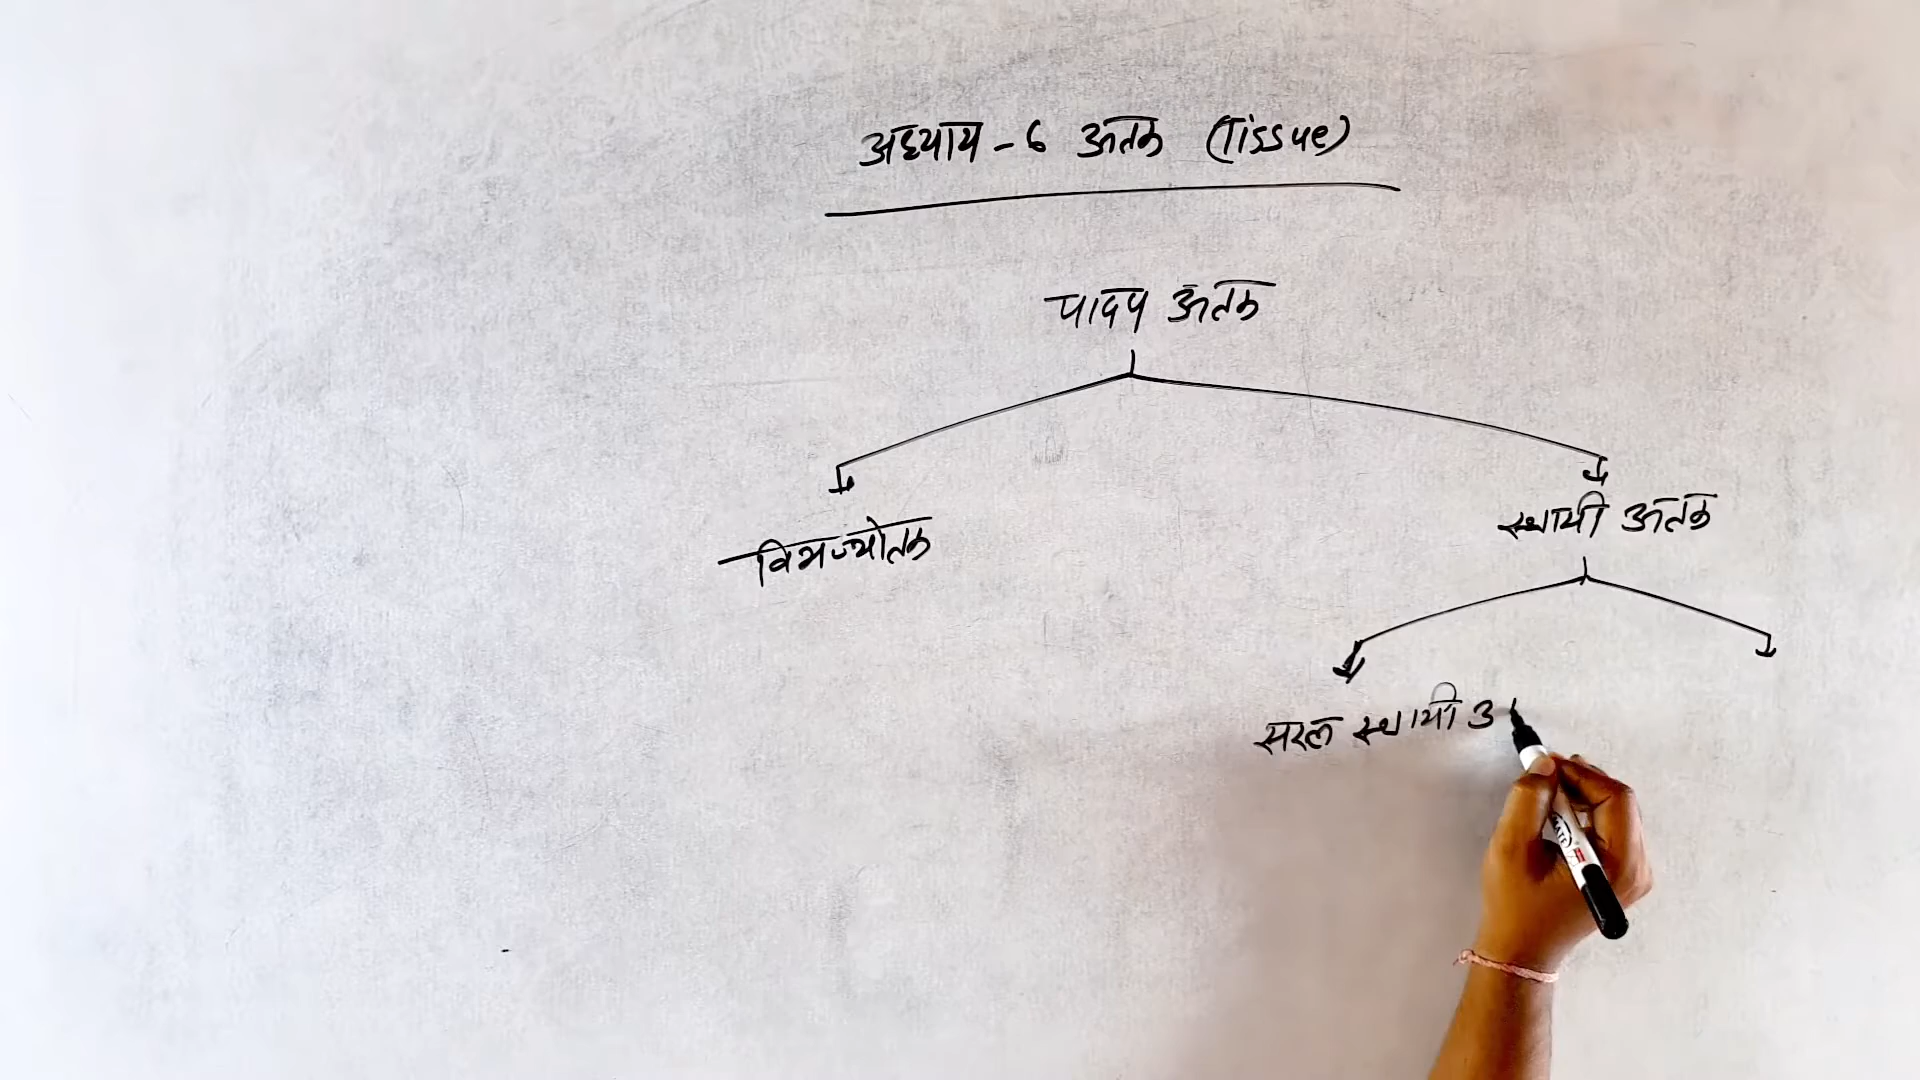 अध्याय - 6 ऊतक (Tissue)
पादप ऊतक
विभज्योतक
स्थायी ऊतक
सरल स्थायी उ